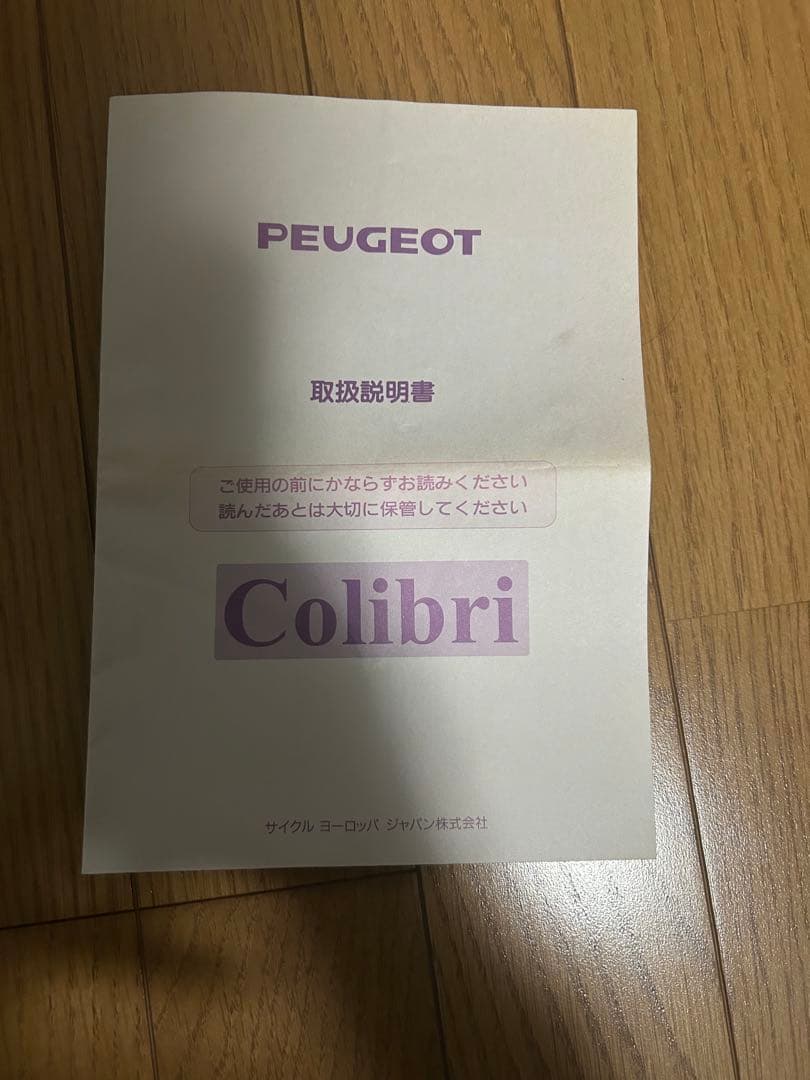 PEUGEOT
取扱説明書
ご使用の前にかならずお読みください
読んだあとは大切に保管してください
Colibri
サイクル ヨーロッパ ジャパン株式会社